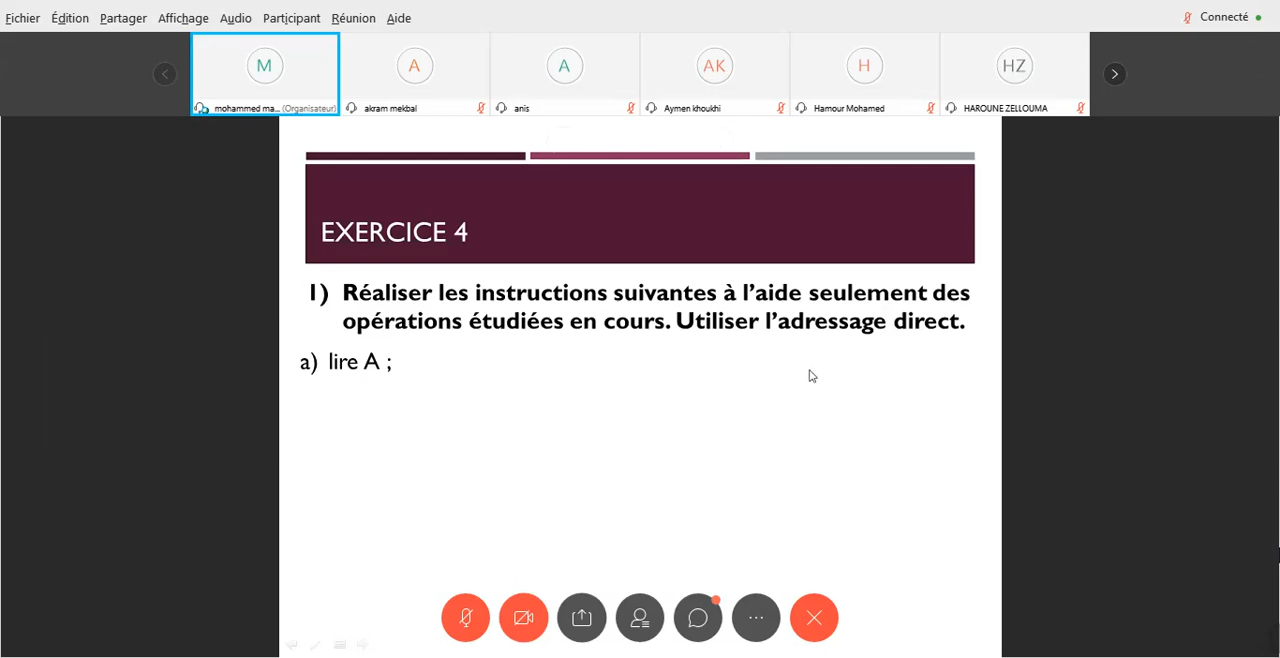 Fichier Édition Partager Affichage Audio Participant Réunion Aide Connecté
M A A AK H HZ
mohammed ma... (Organisateur) akram mekbal anis Aymen khoukhi Hamour Mohamed HAROUNE ZELLOUMA
EXERCICE 4
1) Réaliser les instructions suivantes à l'aide seulement des
opérations étudiées en cours. Utiliser l'adressage direct.
a) lire A ;